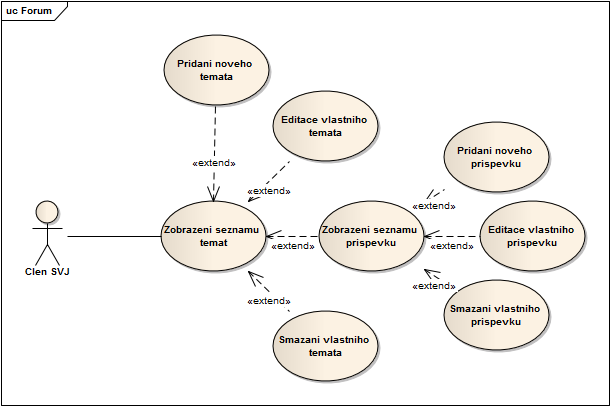 uc Forum
Pridani noveho
temata
Editace vlastniho
temata
Pridani noveho
prispevku
«extend»
«extend»
«extend»
Zobrazeni seznamu
temat
Zobrazeni seznamu
prispevku
Editace vlastniho
prispevku
«extend»
«extend»
Clen SVJ
«extend»
«extend»
Smazani vlastniho
prispevku
Smazani vlastniho
temata